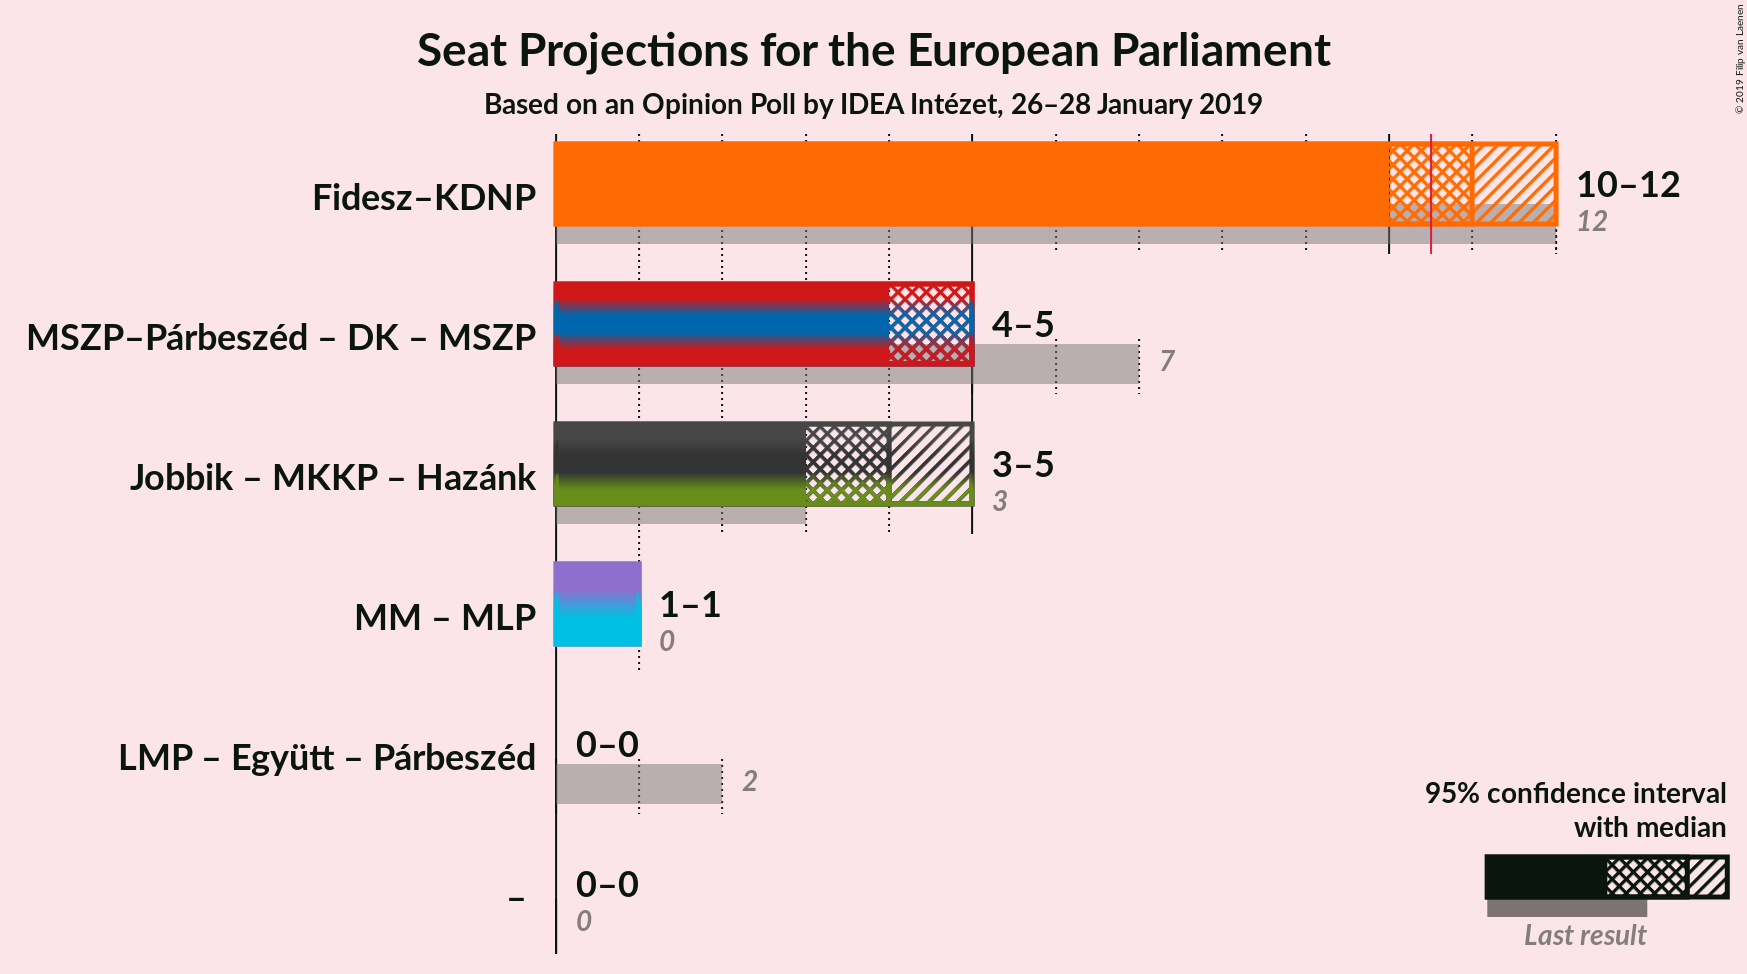 Seat Projections for the European Parliament
Based on an Opinion Poll by IDEA Intézet, 26–28 January 2019
© 2019 Filip van Laenen
Fidesz–KDNP
10–12
12
MSZP–Párbeszéd – DK – MSZP
4–5
7
Jobbik – MKKP – Hazánk
3–5
3
MM – MLP
1–1
0
LMP – Együtt – Párbeszéd
0–0
2
–
0–0
0
95% confidence interval
with median
Last result